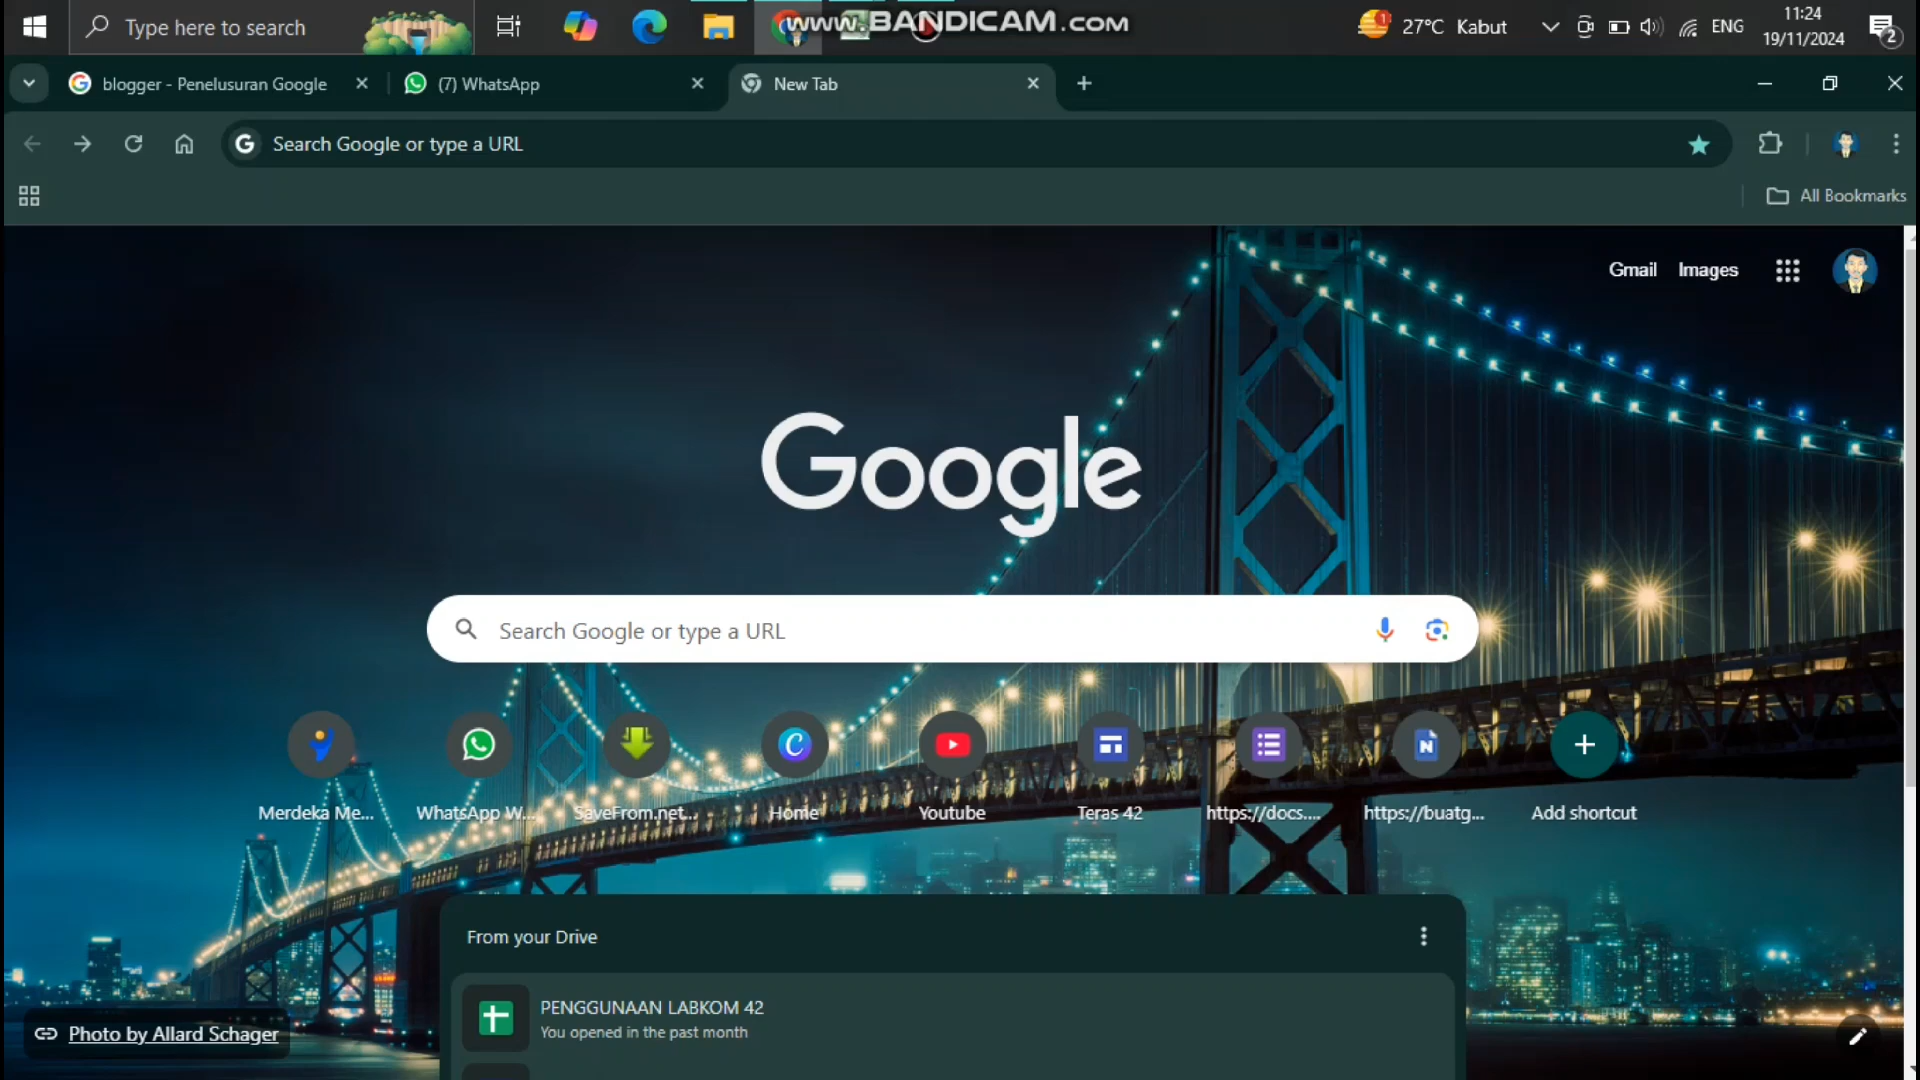 Type here to search
www.BANDICAM.com
27°C Kabut
ENG
11:24
19/11/2024
2
blogger - Penelusuran Google
(7) WhatsApp
New Tab
Search Google or type a URL
All Bookmarks
Gmail
Images
Google
Search Google or type a URL
Merdeka Me...
WhatsApp W...
SaveFrom.net...
Home
Youtube
Teras 42
https://docs....
https://buatg...
Add shortcut
From your Drive
PENGGUNAAN LABKOM 42
You opened in the past month
Photo by Allard Schager